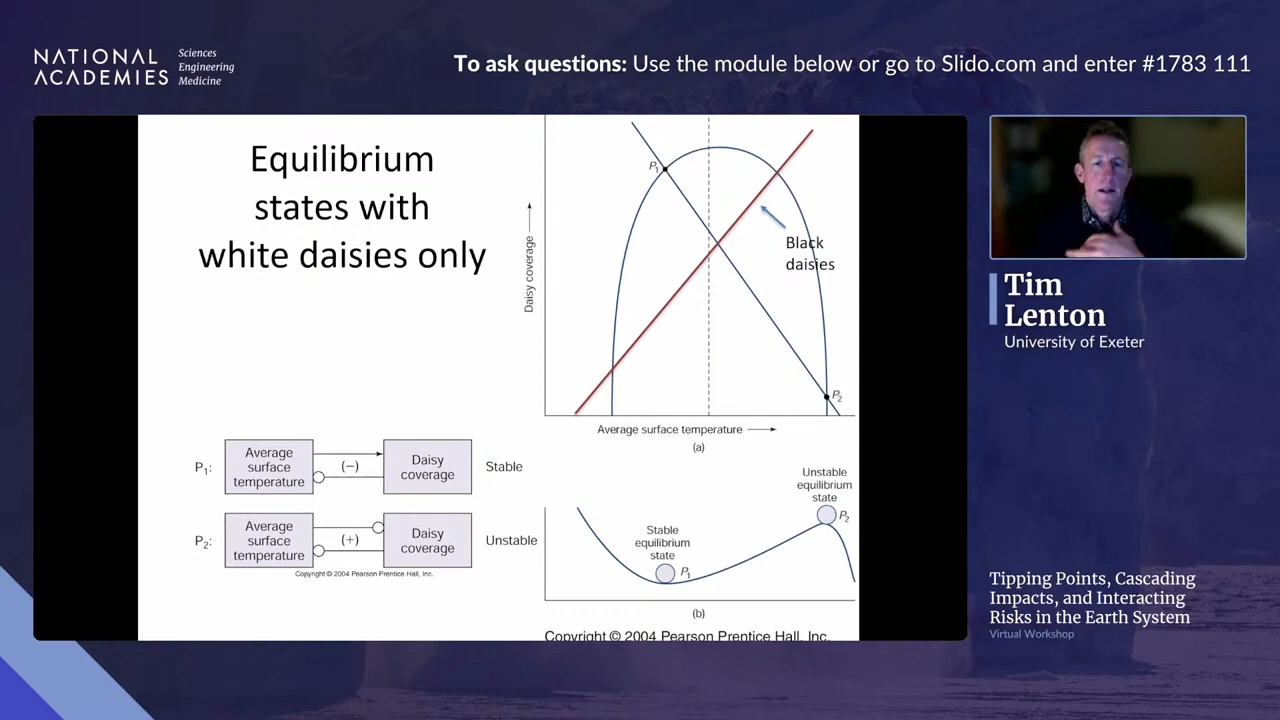 NATIONAL
ACADEMIES
Sciences
Engineering
Medicine
To ask questions: Use the module below or go to Slido.com and enter #1783 111
Equilibrium
states with
white daisies only
P1
Daisy coverage
Black
daisies
P2
Average surface temperature
(a)
P1:
Average
surface
temperature
(−)
Daisy
coverage
Stable
P2:
Average
surface
temperature
(+)
Daisy
coverage
Unstable
Copyright © 2004 Pearson Prentice Hall, Inc.
Unstable
equilibrium
state
P2
Stable
equilibrium
state
P1
(b)
Copyright © 2004 Pearson Prentice Hall, Inc.
Tim
Lenton
University of Exeter
Tipping Points, Cascading
Impacts, and Interacting
Risks in the Earth System
Virtual Workshop